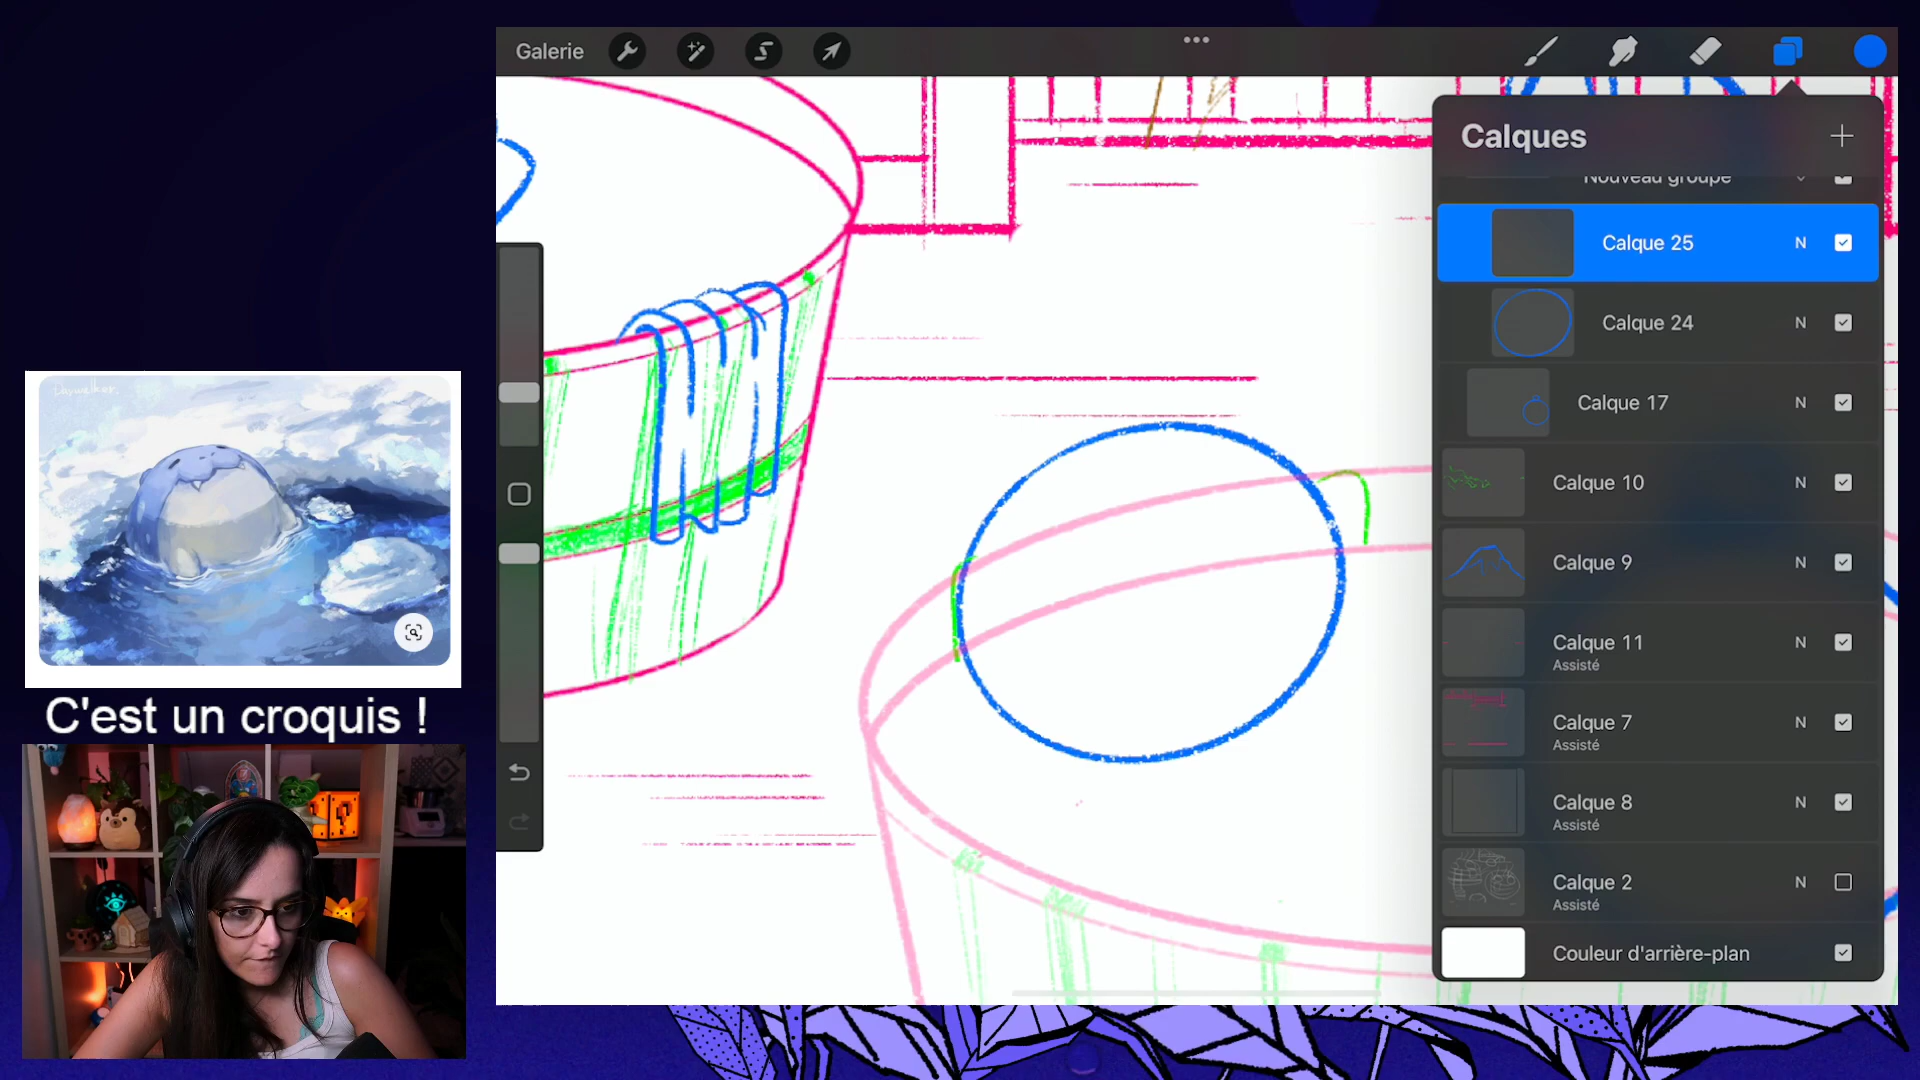 Galerie
Calques
Nouveau groupe
Calque 25 N
Calque 24 N
Calque 17 N
Calque 10 N
Calque 9 N
Calque 11 N
Assisté
Calque 7 N
Assisté
Calque 8 N
Assisté
Calque 2 N
Assisté
Couleur d'arrière-plan
C'est un croquis !